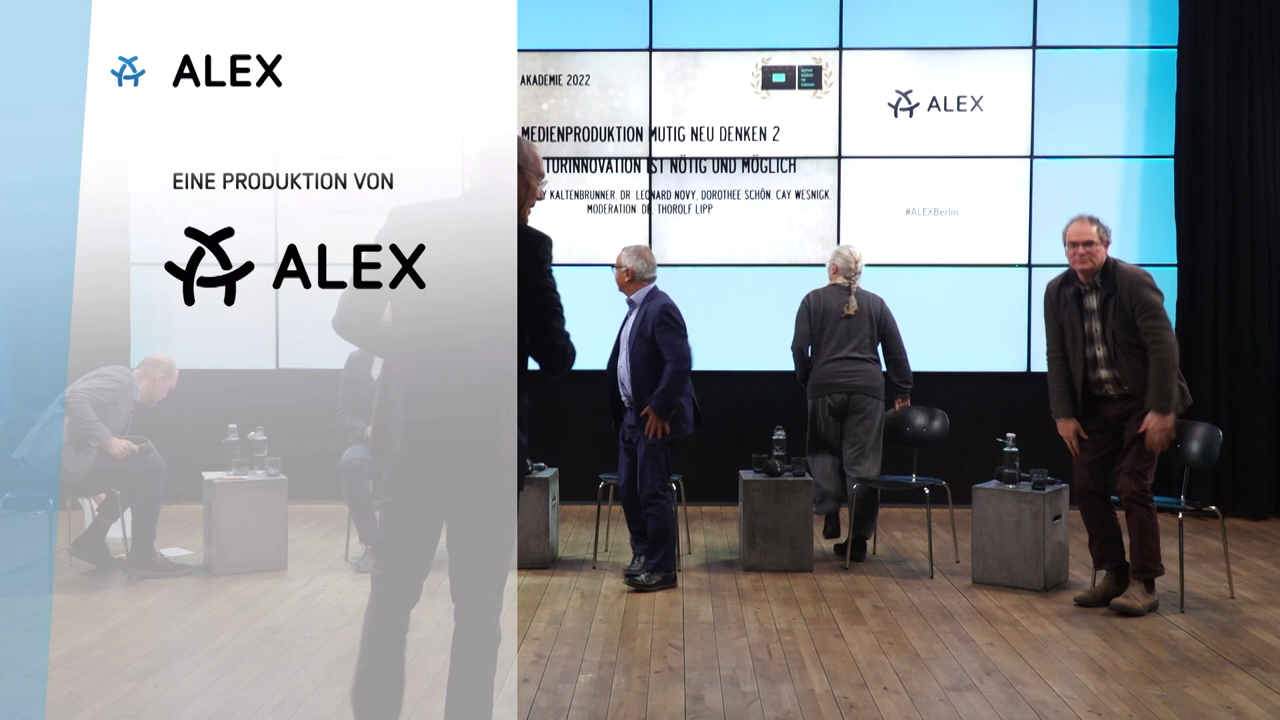 ALEX
EINE PRODUKTION VON
ALEX
AKADEMIE 2022
MEDIENPRODUKTION MUTIG NEU DENKEN 2
TORINNOVATION IST NÖTIG UND MÖGLICH
KALTENBRUNNER, DR. LEONARD NOVY, DOROTHEE SCHÖN, CAY WESNIGK,
MODERATION: DR. THOROLF LIPP
ALEX
#ALEXBerlin